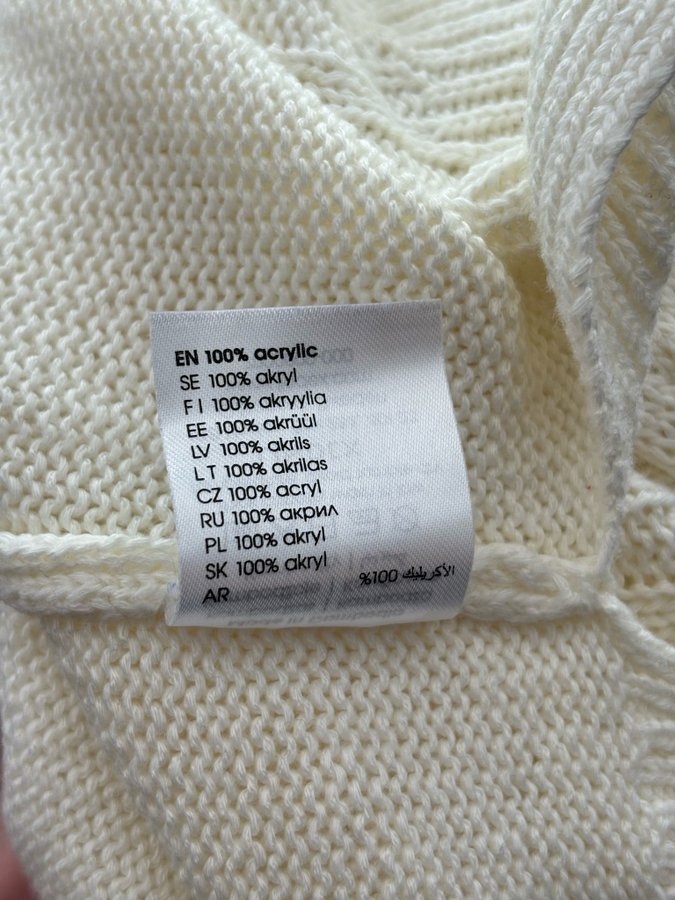 EN 100% acrylic
SE 100% akryl
FI 100% akryylia
EE 100% akrüül
LV 100% akrils
LT 100% akrilas
CZ 100% acryl
RU 100% акрил
PL 100% akryl
SK 100% akryl
AR الأكريليك 100%